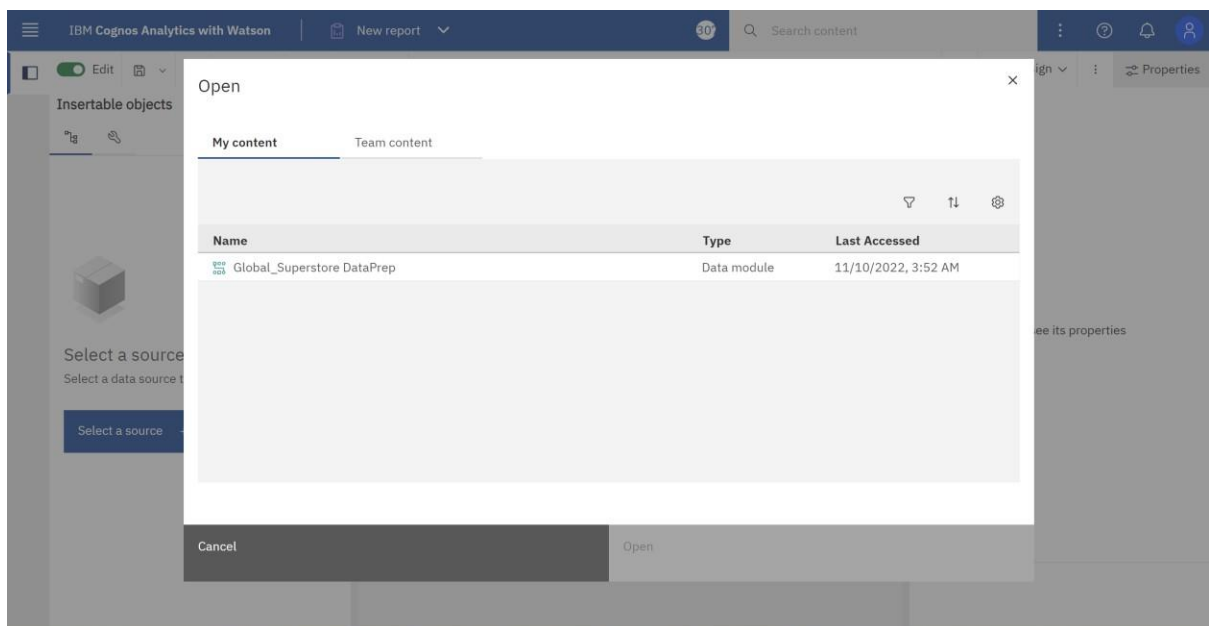 IBM Cognos Analytics with Watson
New report
Search content
Edit
ign
Properties
Insertable objects
Open
My content
Team content
Name Type Last Accessed
Global_Superstore DataPrep Data module 11/10/2022, 3:52 AM
ee its properties
Select a source
Select a data source t
Select a source
Cancel
Open